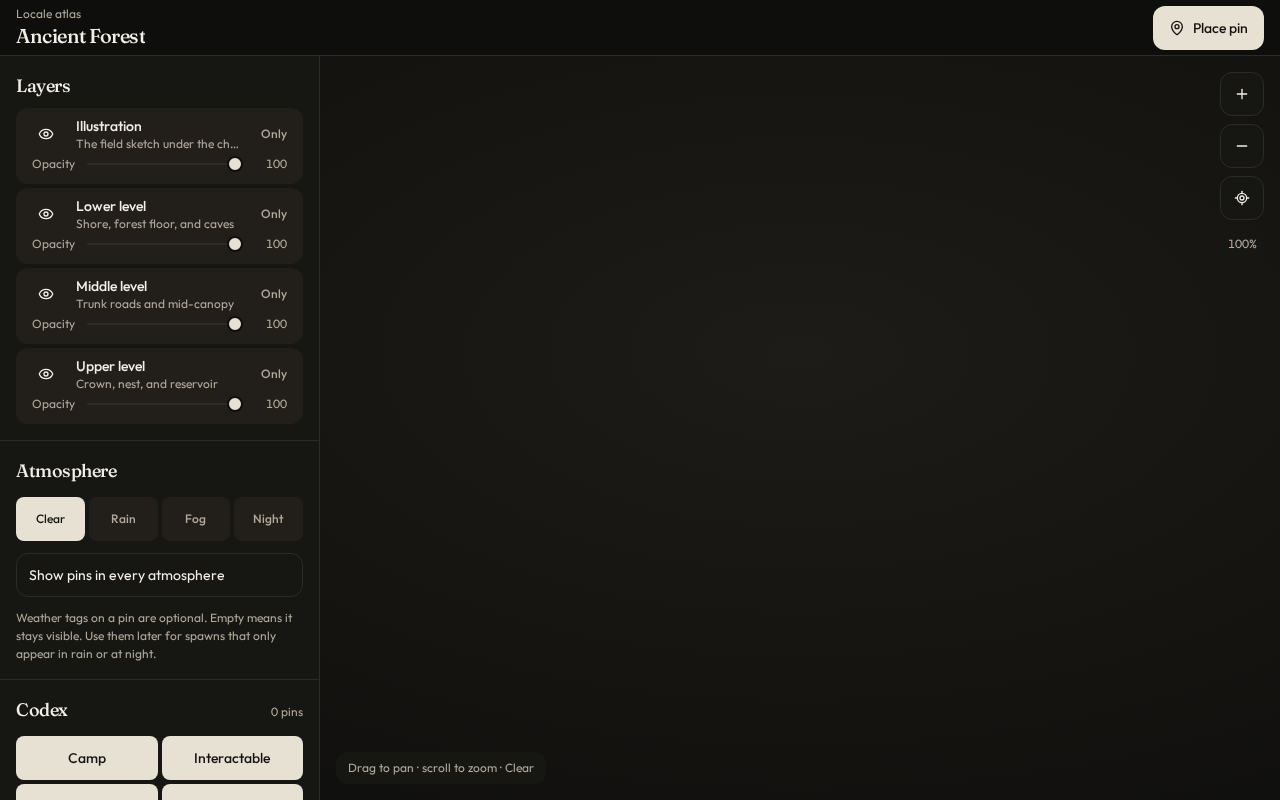 Locale atlas
Ancient Forest
Place pin
Layers
Illustration
The field sketch under the ch…
Only
Opacity
100
Lower level
Shore, forest floor, and caves
Only
Opacity
100
Middle level
Trunk roads and mid-canopy
Only
Opacity
100
Upper level
Crown, nest, and reservoir
Only
Opacity
100
100%
Atmosphere
Clear
Rain
Fog
Night
Show pins in every atmosphere
Weather tags on a pin are optional. Empty means it
stays visible. Use them later for spawns that only
appear in rain or at night.
Codex
0 pins
Camp
Interactable
Drag to pan · scroll to zoom · Clear